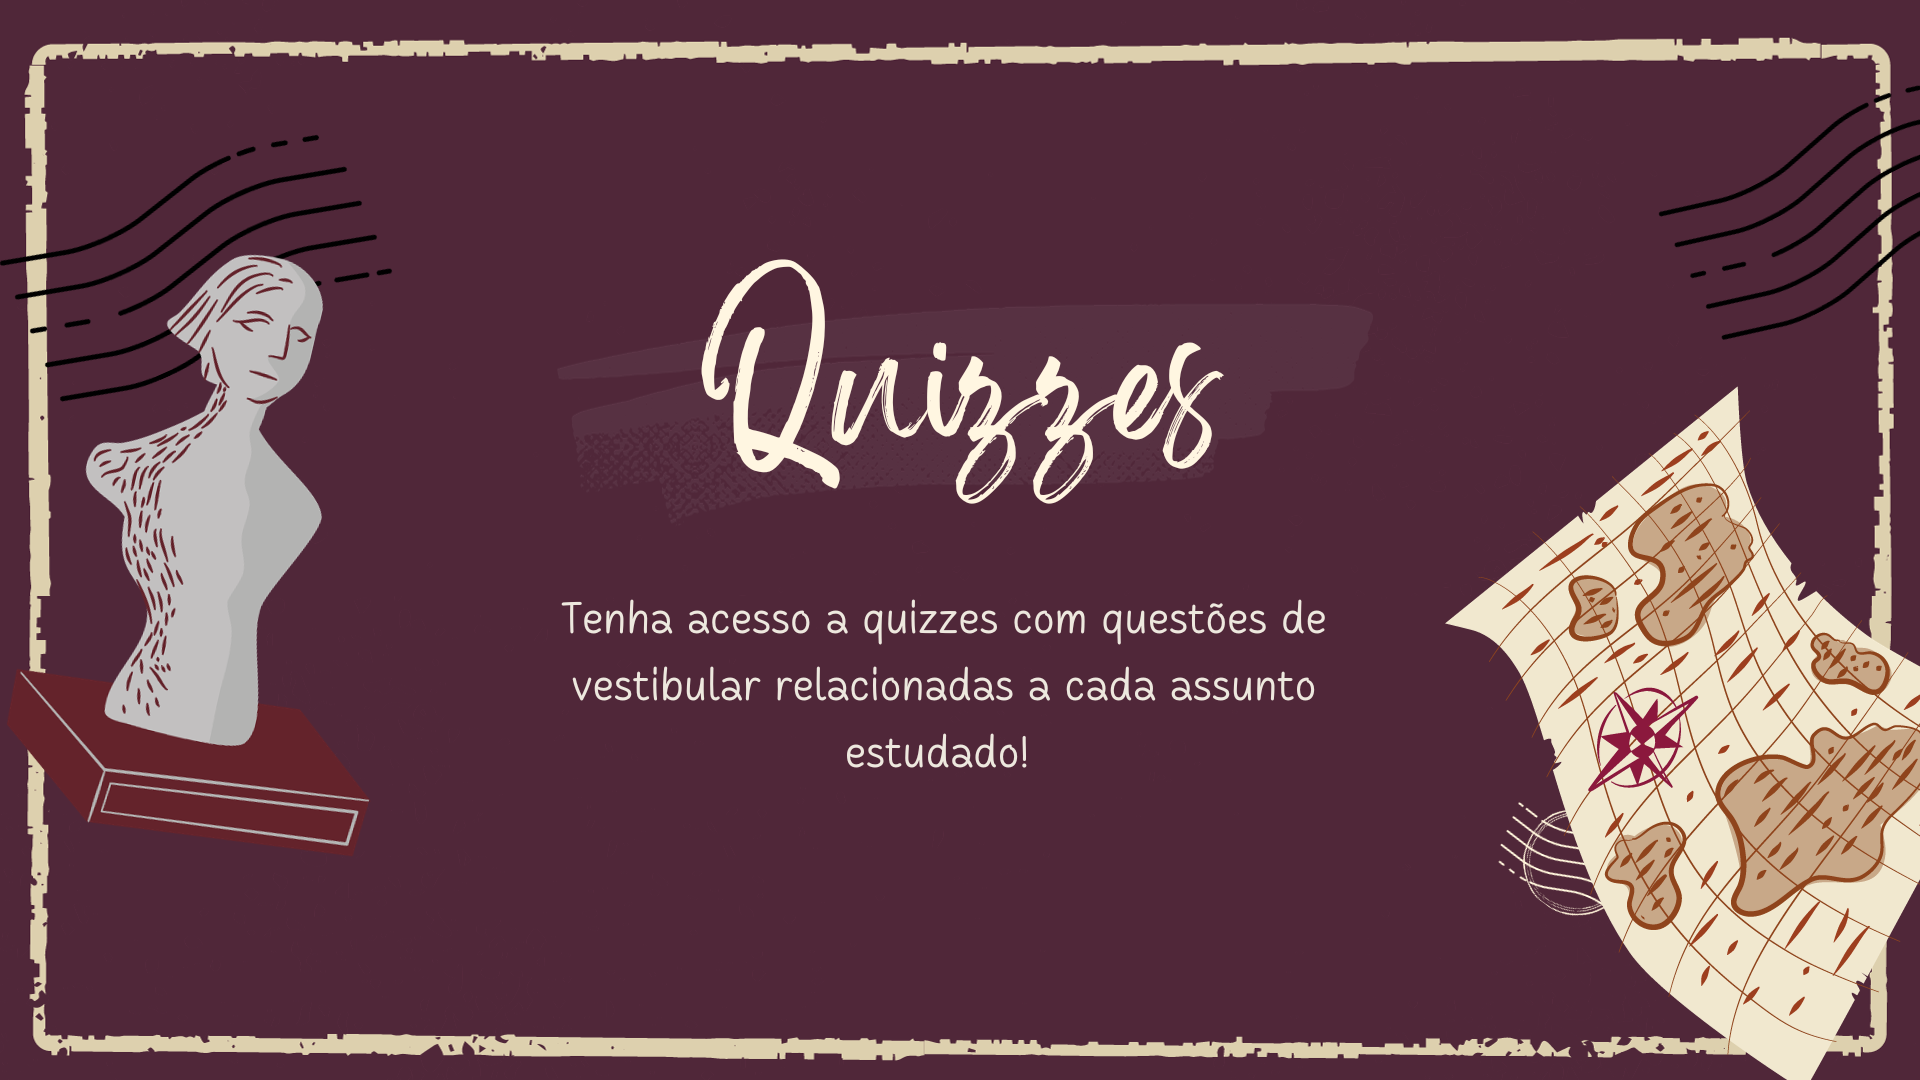 Quizzes
Tenha acesso a quizzes com questões de
vestibular relacionadas a cada assunto
estudado!